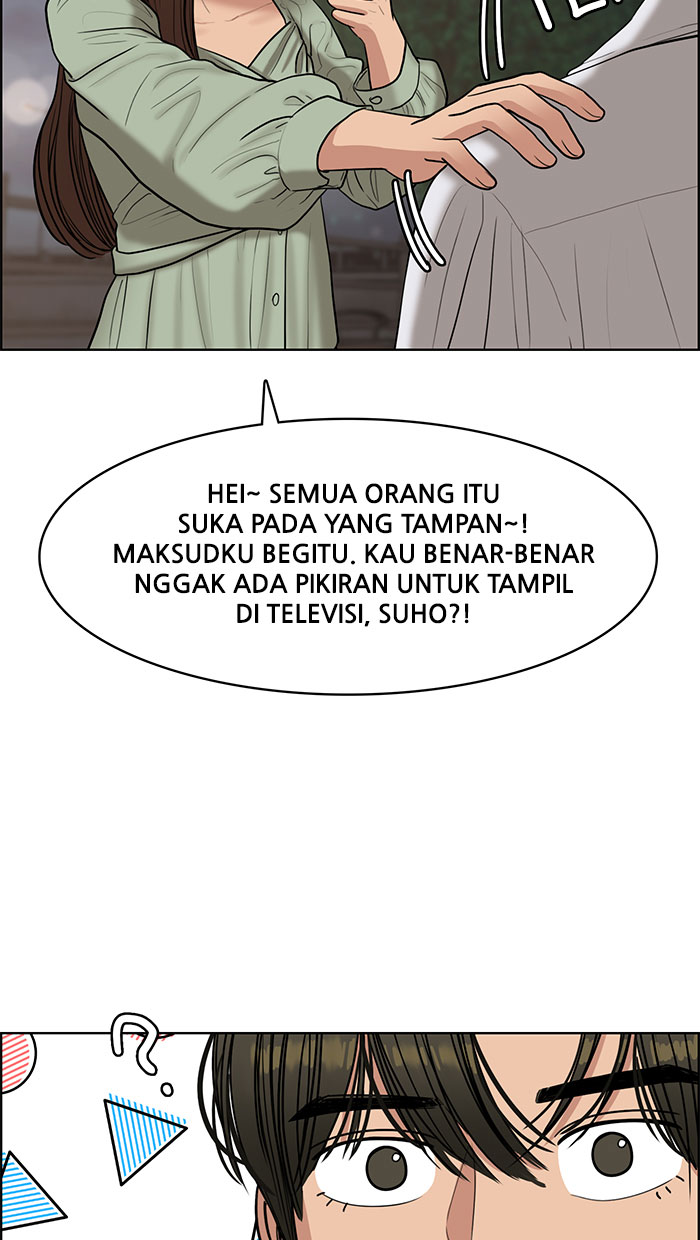 HEI~ SEMUA ORANG ITU
SUKA PADA YANG TAMPAN~!
MAKSUDKU BEGITU. KAU BENAR-BENAR
NGGAK ADA PIKIRAN UNTUK TAMPIL
DI TELEVISI, SUHO?!
?